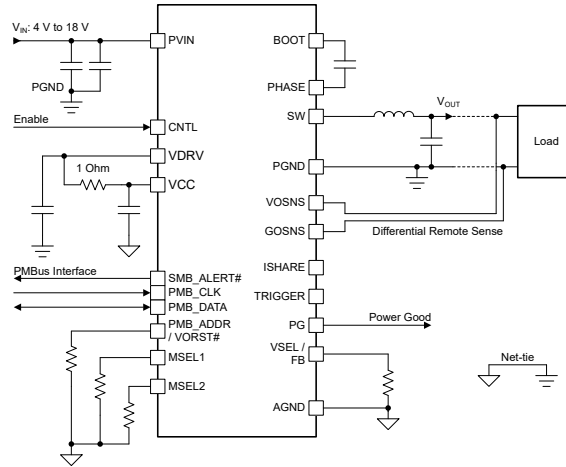 VIN: 4 V to 18 V
PVIN
BOOT
PGND
PHASE
SW
VOUT
Enable
CNTL
Load
VDRV
1 Ohm
VCC
PGND
VOSNS
GOSNS
Differential Remote Sense
PMBus Interface
SMB_ALERT#
ISHARE
PMB_CLK
TRIGGER
PMB_DATA
PMB_ADDR
/ VORST#
PG
Power Good
MSEL1
VSEL /
FB
Net-tie
MSEL2
AGND